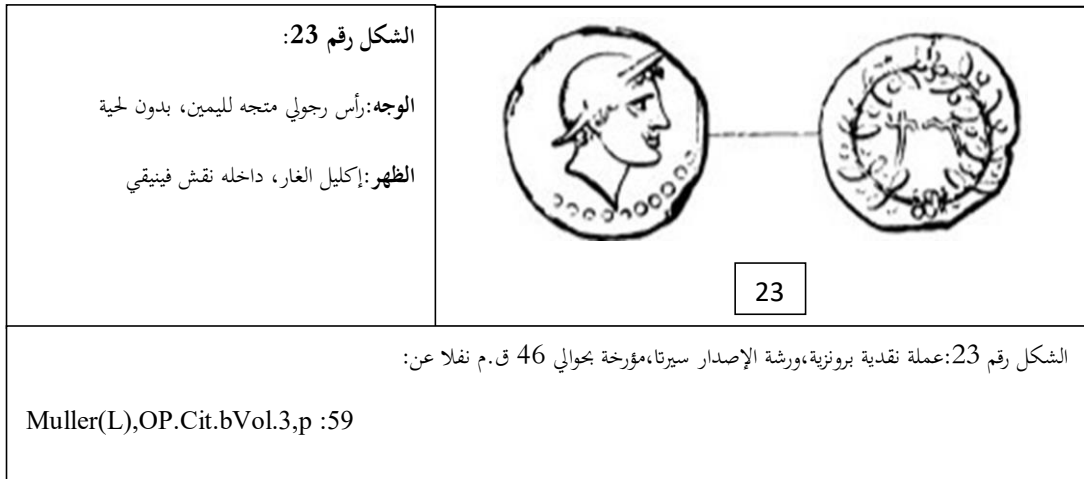 الشكل رقم 23:
الوجه:رأس رجولي متجه لليمين، بدون لحية
الظهر:إكليل الغار، داخله نقش فينيقي
23
الشكل رقم 23:عملة نقدية برونزية،ورشة الإصدار سيرتا،مؤرخة بحوالي 46 ق.م نفلا عن:
Muller(L),OP.Cit.bVol.3,p :59